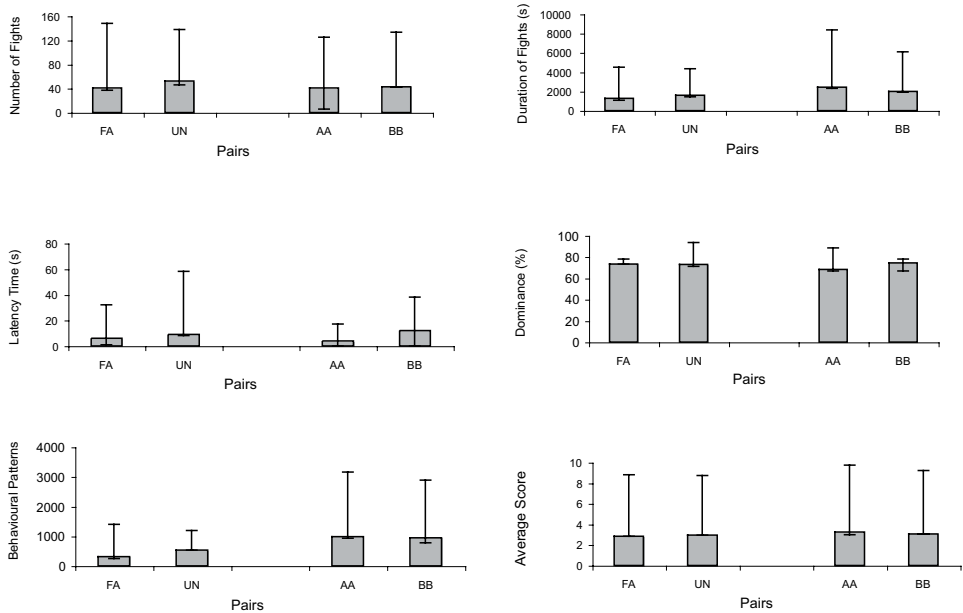 Number of Fights
160
120
80
40
0
FA UN AA BB
Pairs
Duration of Fights (s)
10000
8000
6000
4000
2000
0
FA UN AA BB
Pairs
Latency Time (s)
80
60
40
20
0
FA UN AA BB
Pairs
Dominance (%)
100
80
60
40
20
0
FA UN AA BB
Pairs
Behavioural Patterns
4000
3000
2000
1000
0
FA UN AA BB
Pairs
Average Score
10
8
6
4
2
0
FA UN AA BB
Pairs